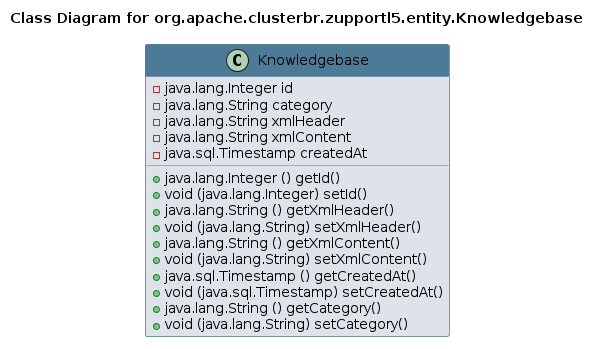 Class Diagram for org.apache.clusterbr.zupportl5.entity.Knowledgebase
C Knowledgebase
java.lang.Integer id
java.lang.String category
java.lang.String xmlHeader
java.lang.String xmlContent
java.sql.Timestamp createdAt
java.lang.Integer () getId()
void (java.lang.Integer) setId()
java.lang.String () getXmlHeader()
void (java.lang.String) setXmlHeader()
java.lang.String () getXmlContent()
void (java.lang.String) setXmlContent()
java.sql.Timestamp () getCreatedAt()
void (java.sql.Timestamp) setCreatedAt()
java.lang.String () getCategory()
void (java.lang.String) setCategory()